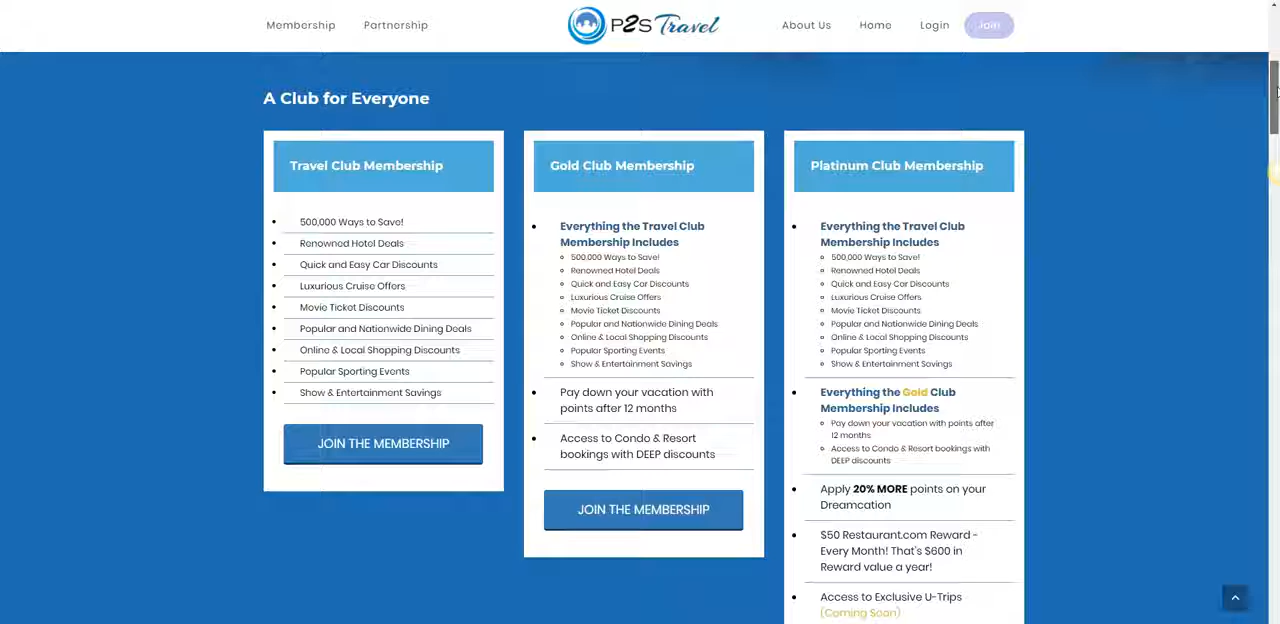 Membership
Partnership
P2S Travel
About Us
Home
Login
Join
A Club for Everyone
Travel Club Membership
500,000 Ways to Save!
Renowned Hotel Deals
Quick and Easy Car Discounts
Luxurious Cruise Offers
Movie Ticket Discounts
Popular and Nationwide Dining Deals
Online & Local Shopping Discounts
Popular Sporting Events
Show & Entertainment Savings
JOIN THE MEMBERSHIP
Gold Club Membership
Everything the Travel Club
Membership Includes
500,000 Ways to Save!
Renowned Hotel Deals
Quick and Easy Car Discounts
Luxurious Cruise Offers
Movie Ticket Discounts
Popular and Nationwide Dining Deals
Online & Local Shopping Discounts
Popular Sporting Events
Show & Entertainment Savings
Pay down your vacation with
points after 12 months
Access to Condo & Resort
bookings with DEEP discounts
JOIN THE MEMBERSHIP
Platinum Club Membership
Everything the Travel Club
Membership Includes
500,000 Ways to Save!
Renowned Hotel Deals
Quick and Easy Car Discounts
Luxurious Cruise Offers
Movie Ticket Discounts
Popular and Nationwide Dining Deals
Online & Local Shopping Discounts
Popular Sporting Events
Show & Entertainment Savings
Everything the Gold Club
Membership Includes
Pay down your vacation with points after
12 months
Access to Condo & Resort bookings with
DEEP discounts
Apply 20% MORE points on your
Dreamcation
$50 Restaurant.com Reward -
Every Month! That's $600 in
Reward value a year!
Access to Exclusive U-Trips
(Coming Soon)